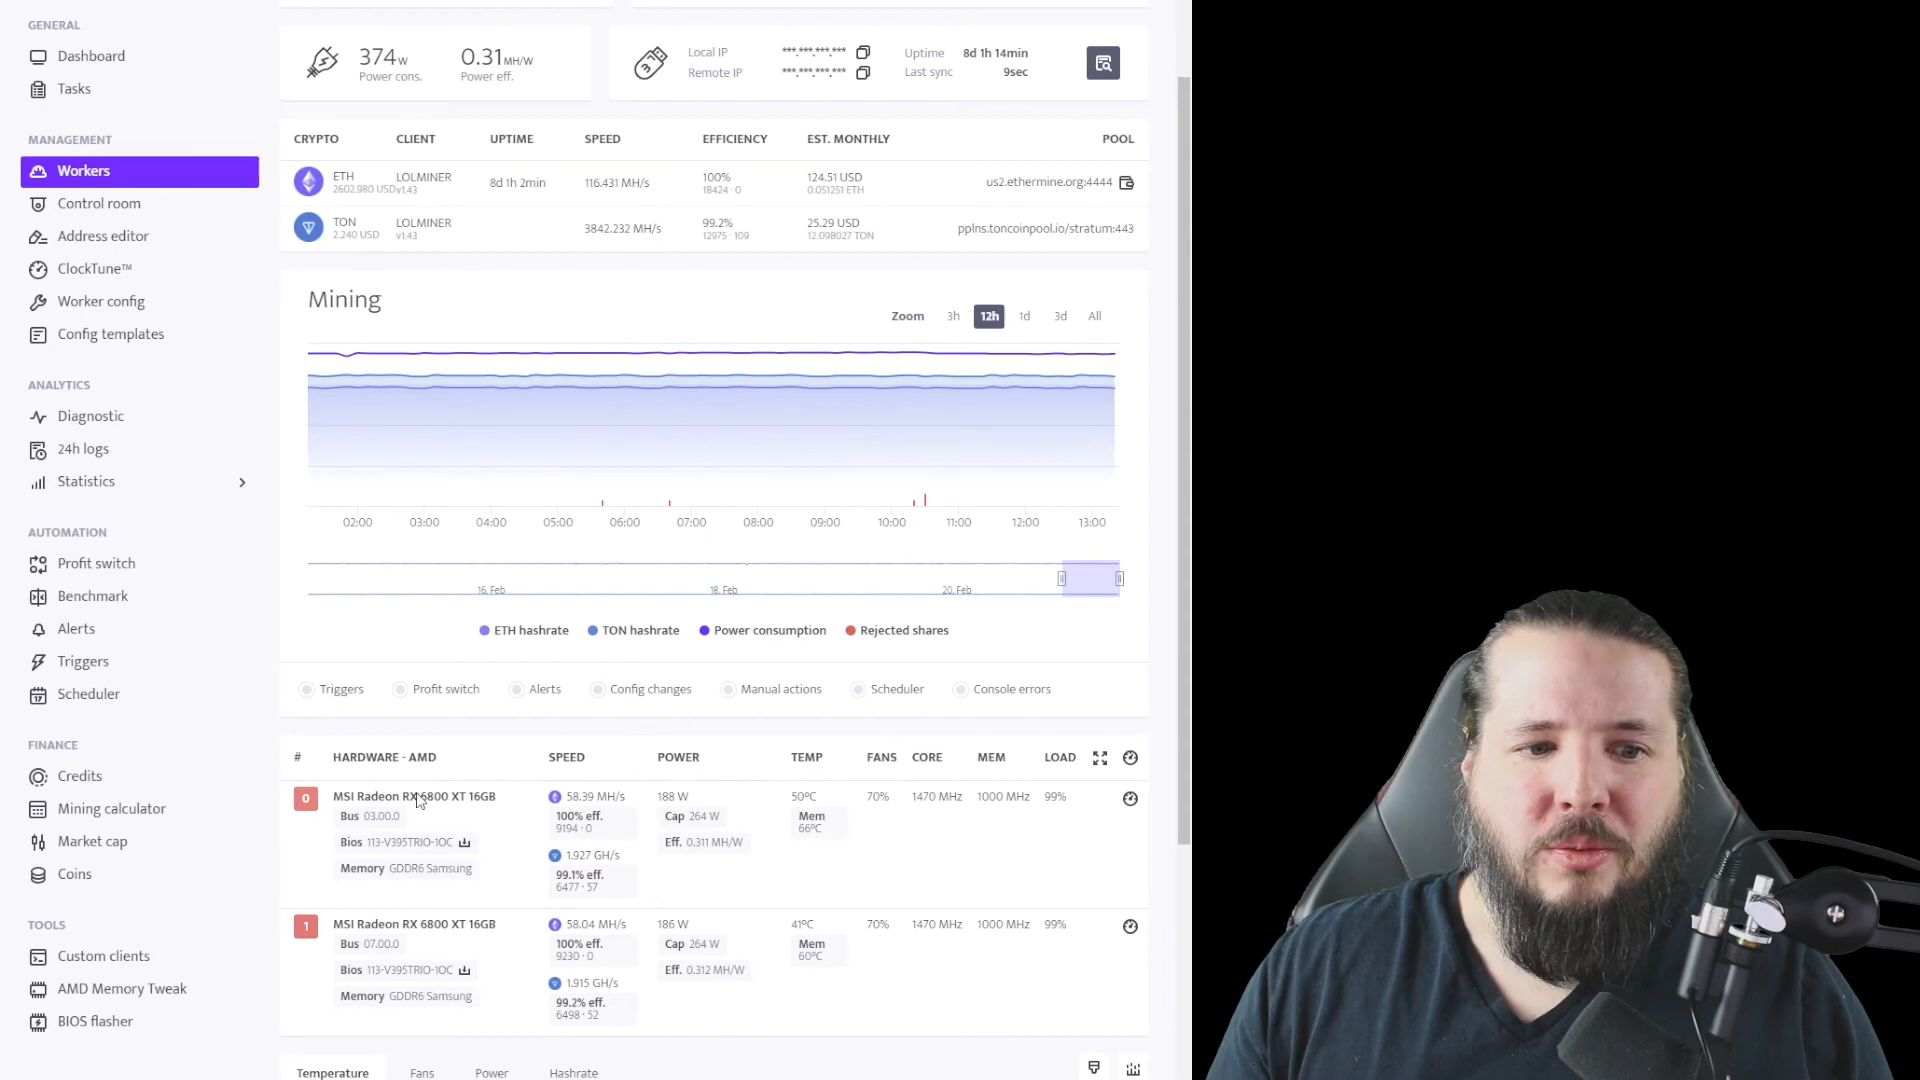 GENERAL
Dashboard
Tasks
MANAGEMENT
Workers
Control room
Address editor
ClockTune™
Worker config
Config templates
ANALYTICS
Diagnostic
24h logs
Statistics
AUTOMATION
Profit switch
Benchmark
Alerts
Triggers
Scheduler
FINANCE
Credits
Mining calculator
Market cap
Coins
TOOLS
Custom clients
AMD Memory Tweak
BIOS flasher
374 W
Power cons.
0.31 MH/W
Power eff.
Local IP ***.***.***.***
Remote IP ***.***.***.***
Uptime 8d 1h 14min
Last sync 9sec
CRYPTO CLIENT UPTIME SPEED EFFICIENCY EST. MONTHLY POOL
ETH LOLMINER 8d 1h 2min 116.431 MH/s 100% 124.51 USD us2.ethermine.org:4444
2602.980 USD v1.43 18424 · 0 0.051251 ETH
TON LOLMINER 3842.232 MH/s 99.2% 25.29 USD pplns.toncoinpool.io/stratum:443
2.240 USD v1.43 12975 · 109 12.098027 TON
Mining
Zoom 3h 12h 1d 3d All
02:00 03:00 04:00 05:00 06:00 07:00 08:00 09:00 10:00 11:00 12:00 13:00
16. Feb 18. Feb 20. Feb
ETH hashrate TON hashrate Power consumption Rejected shares
Triggers Profit switch Alerts Config changes Manual actions Scheduler Console errors
# HARDWARE - AMD SPEED POWER TEMP FANS CORE MEM LOAD
0 MSI Radeon RX 6800 XT 16GB 58.39 MH/s 188 W 50°C 70% 1470 MHz 1000 MHz 99%
Bus 03.00.0 100% eff. Cap 264 W Mem
9194 · 0 66°C
Bios 113-V395TRIO-1OC Eff. 0.311 MH/W
1.927 GH/s
Memory GDDR6 Samsung 99.1% eff.
6477 · 57
1 MSI Radeon RX 6800 XT 16GB 58.04 MH/s 186 W 41°C 70% 1470 MHz 1000 MHz 99%
Bus 07.00.0 100% eff. Cap 264 W Mem
9230 · 0 60°C
Bios 113-V395TRIO-1OC Eff. 0.312 MH/W
1.915 GH/s
Memory GDDR6 Samsung 99.2% eff.
6498 · 52
Temperature Fans Power Hashrate